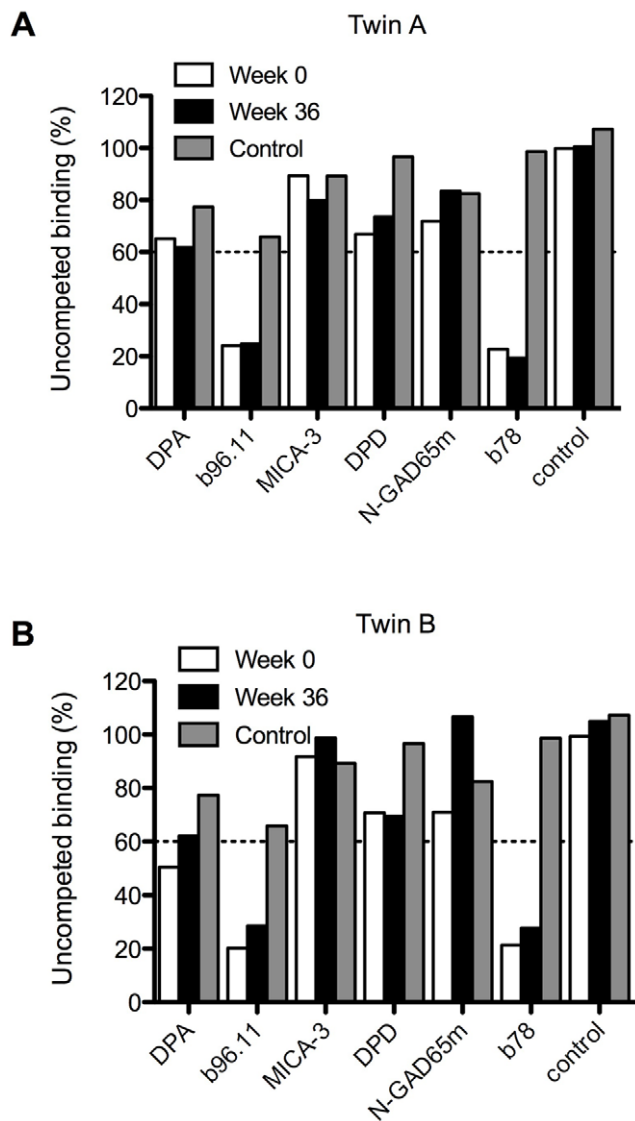 A
Twin A
Week 0
Week 36
Control
Uncompeted binding (%)
120
100
80
60
40
20
0
DPA
b96.11
MICA-3
DPD
N-GAD65m
b78
control
B
Twin B
Week 0
Week 36
Control
Uncompeted binding (%)
120
100
80
60
40
20
0
DPA
b96.11
MICA-3
DPD
N-GAD65m
b78
control